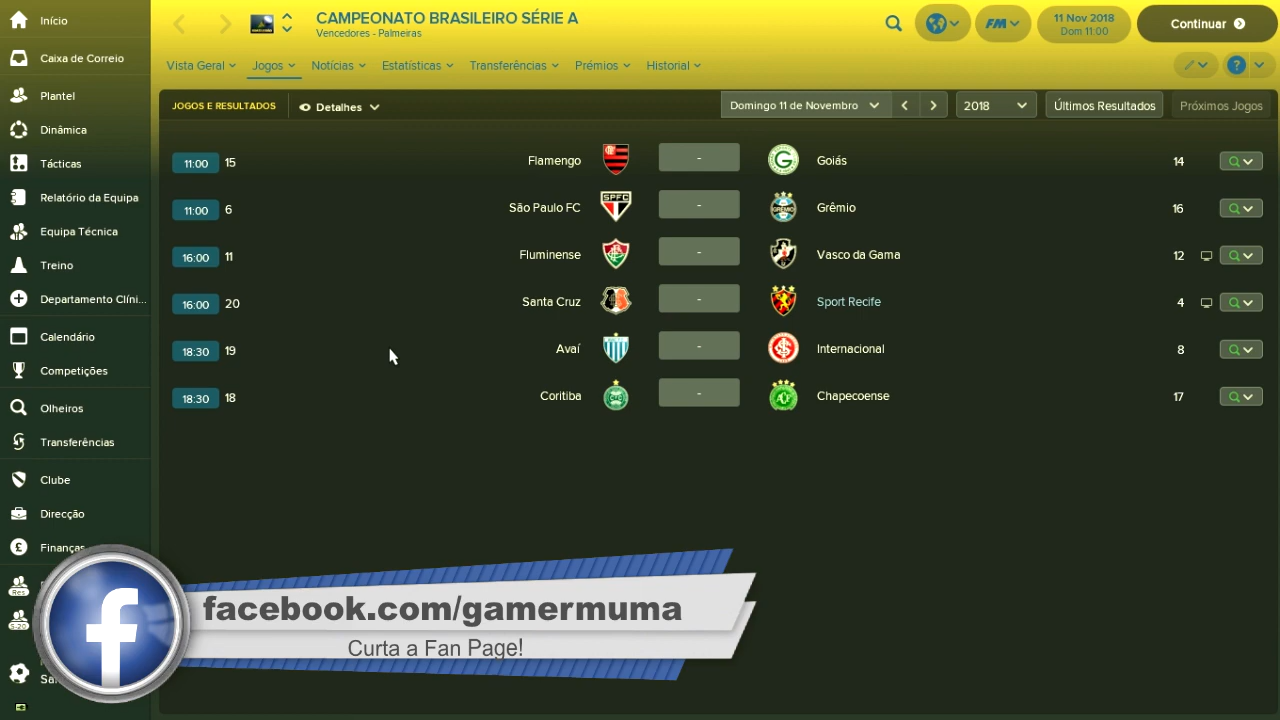 Início
Caixa de Correio
Plantel
Dinâmica
Tácticas
Relatório da Equipa
Equipa Técnica
Treino
Departamento Clíni...
Calendário
Competições
Olheiros
Transferências
Clube
Direcção
Finanças
Res
CAMPEONATO BRASILEIRO SÉRIE A
Vencedores - Palmeiras
FM
11 Nov 2018
Dom 11:00
Continuar
Vista Geral Jogos Notícias Estatísticas Transferências Prémios Historial
?
JOGOS E RESULTADOS Detalhes Domingo 11 de Novembro 2018 Últimos Resultados Próximos Jogos
11:00 15 Flamengo - Goiás 14
11:00 6 São Paulo FC - Grêmio 16
16:00 11 Fluminense - Vasco da Gama 12
16:00 20 Santa Cruz - Sport Recife 4
18:30 19 Avaí - Internacional 8
18:30 18 Coritiba - Chapecoense 17
facebook.com/gamermuma
Curta a Fan Page!